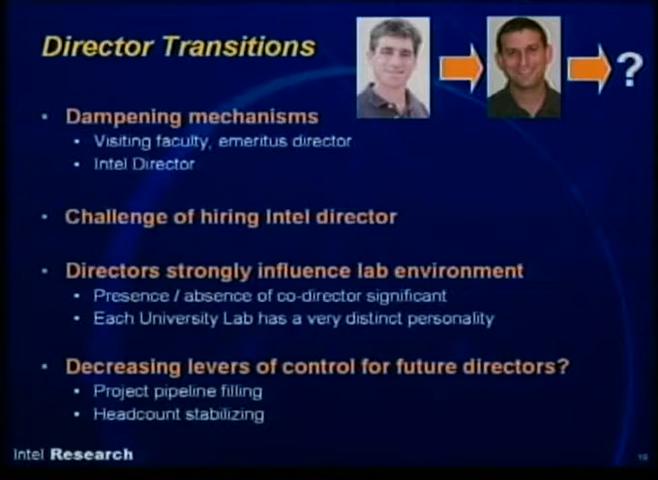 Director Transitions
?
• Dampening mechanisms
• Visiting faculty, emeritus director
• Intel Director
• Challenge of hiring Intel director
• Directors strongly influence lab environment
• Presence / absence of co-director significant
• Each University Lab has a very distinct personality
• Decreasing levers of control for future directors?
• Project pipeline filling
• Headcount stabilizing
Intel Research